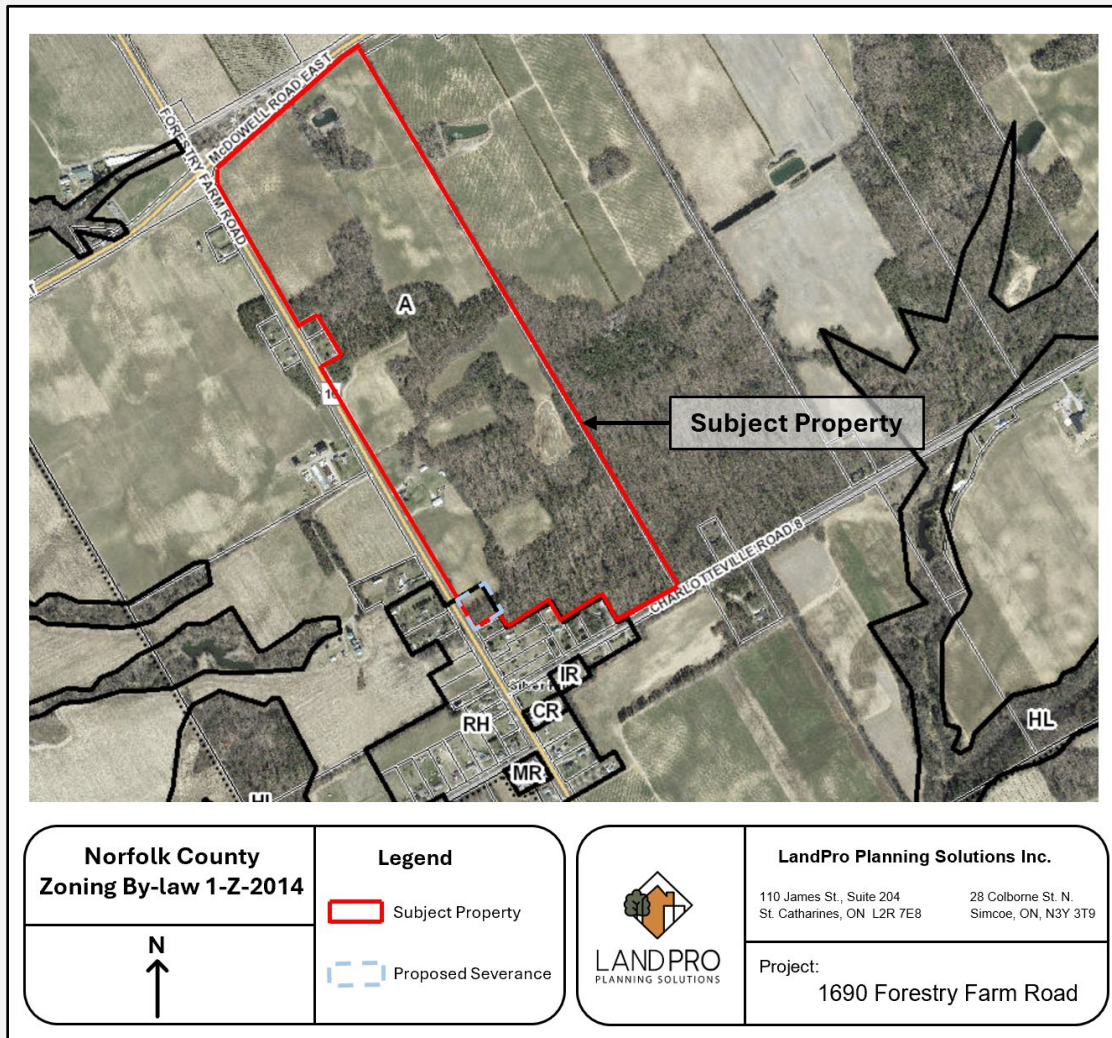 McDOWELL ROAD EAST
FORESTRY FARM ROAD
A
Subject Property
CHARLOTTEVILLE ROAD 8
IR
CR
RH
MR
HL
Norfolk County
Zoning By-law 1-Z-2014
N
Legend
Subject Property
Proposed Severance
LANDPRO
PLANNING SOLUTIONS
LandPro Planning Solutions Inc.
110 James St., Suite 204
St. Catharines, ON L2R 7E8
28 Colborne St. N.
Simcoe, ON, N3Y 3T9
Project:
1690 Forestry Farm Road